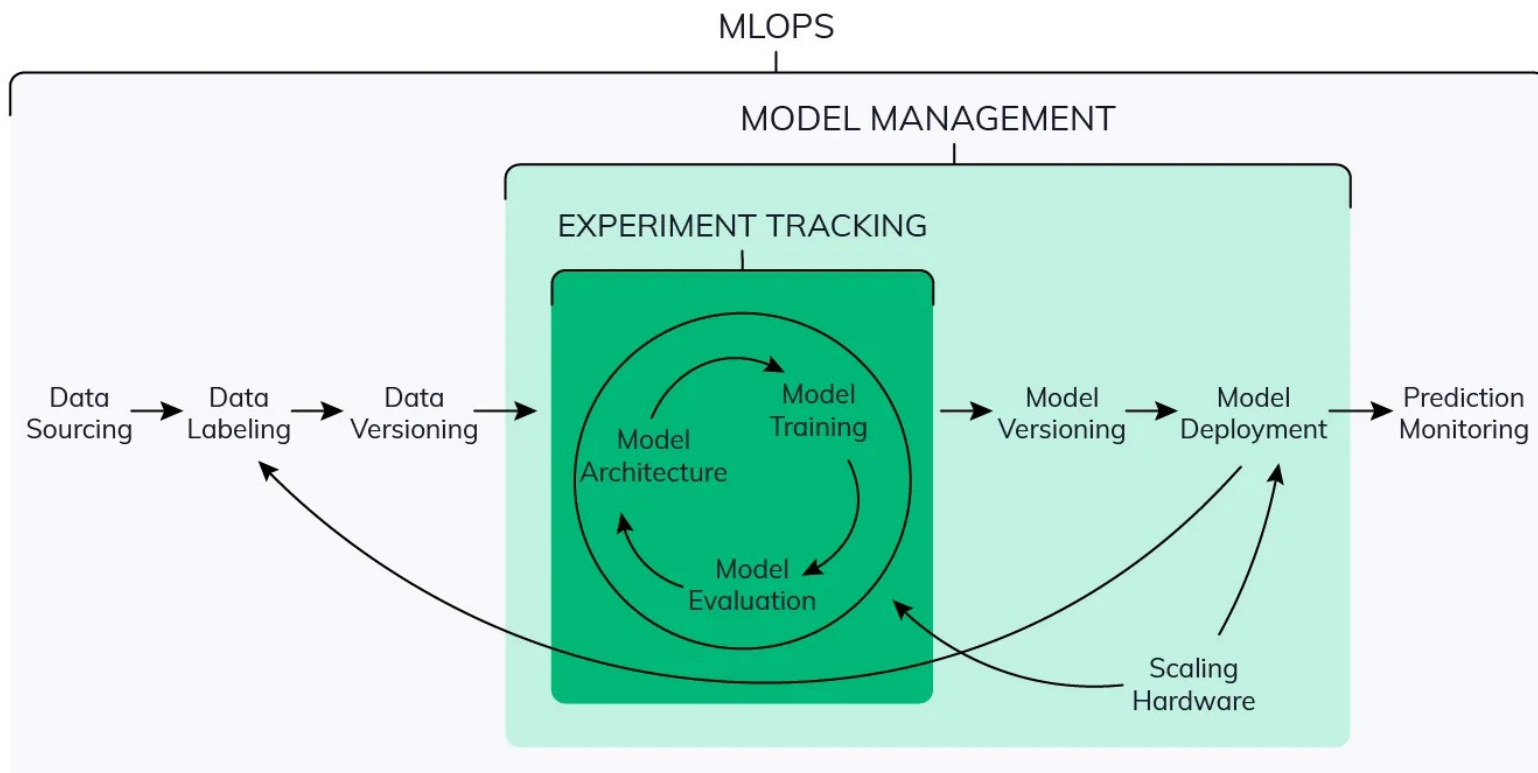 MLOPS
MODEL MANAGEMENT
EXPERIMENT TRACKING
Data
Sourcing
Data
Labeling
Data
Versioning
Model
Architecture
Model
Training
Model
Evaluation
Model
Versioning
Model
Deployment
Prediction
Monitoring
Scaling
Hardware